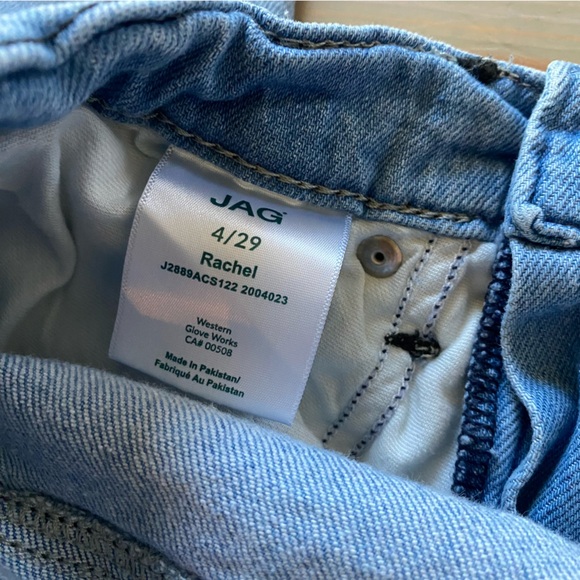 JAG
4/29
Rachel
J2889ACS122 2004023
Western
Glove Works
CA# 00508
Made In Pakistan/
Fabriqué Au Pakistan